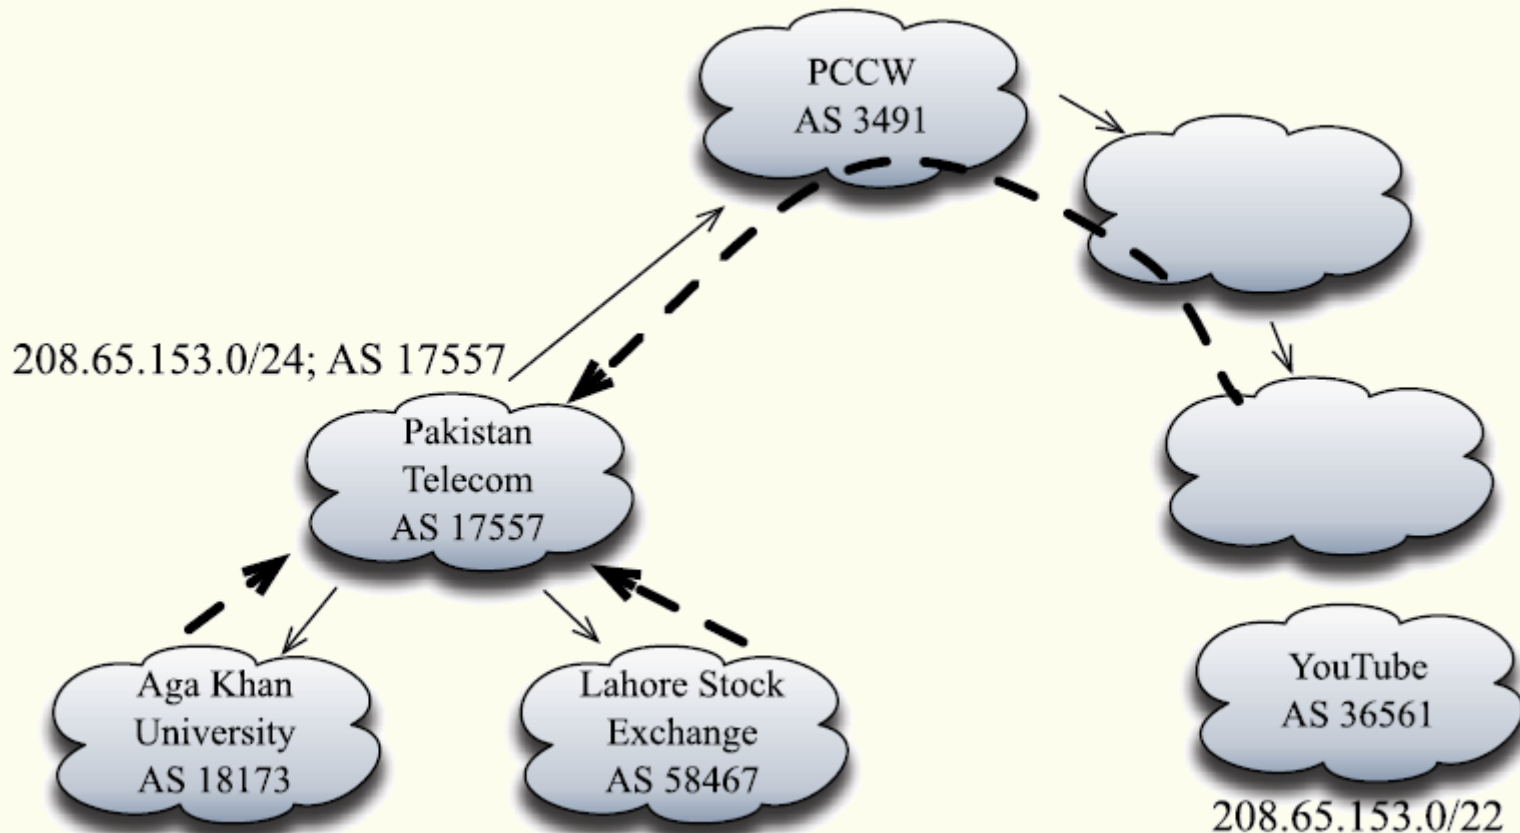 PCCW
AS 3491
208.65.153.0/24; AS 17557
Pakistan
Telecom
AS 17557
Aga Khan
University
AS 18173
Lahore Stock
Exchange
AS 58467
YouTube
AS 36561
208.65.153.0/22